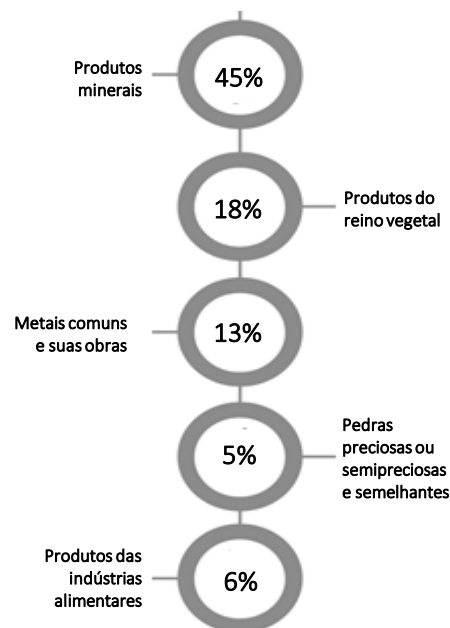 Produtos
minerais
45%
18%
Produtos do
reino vegetal
Metais comuns
e suas obras
13%
5%
Pedras
preciosas ou
semipreciosas
e semelhantes
Produtos das
indústrias
alimentares
6%